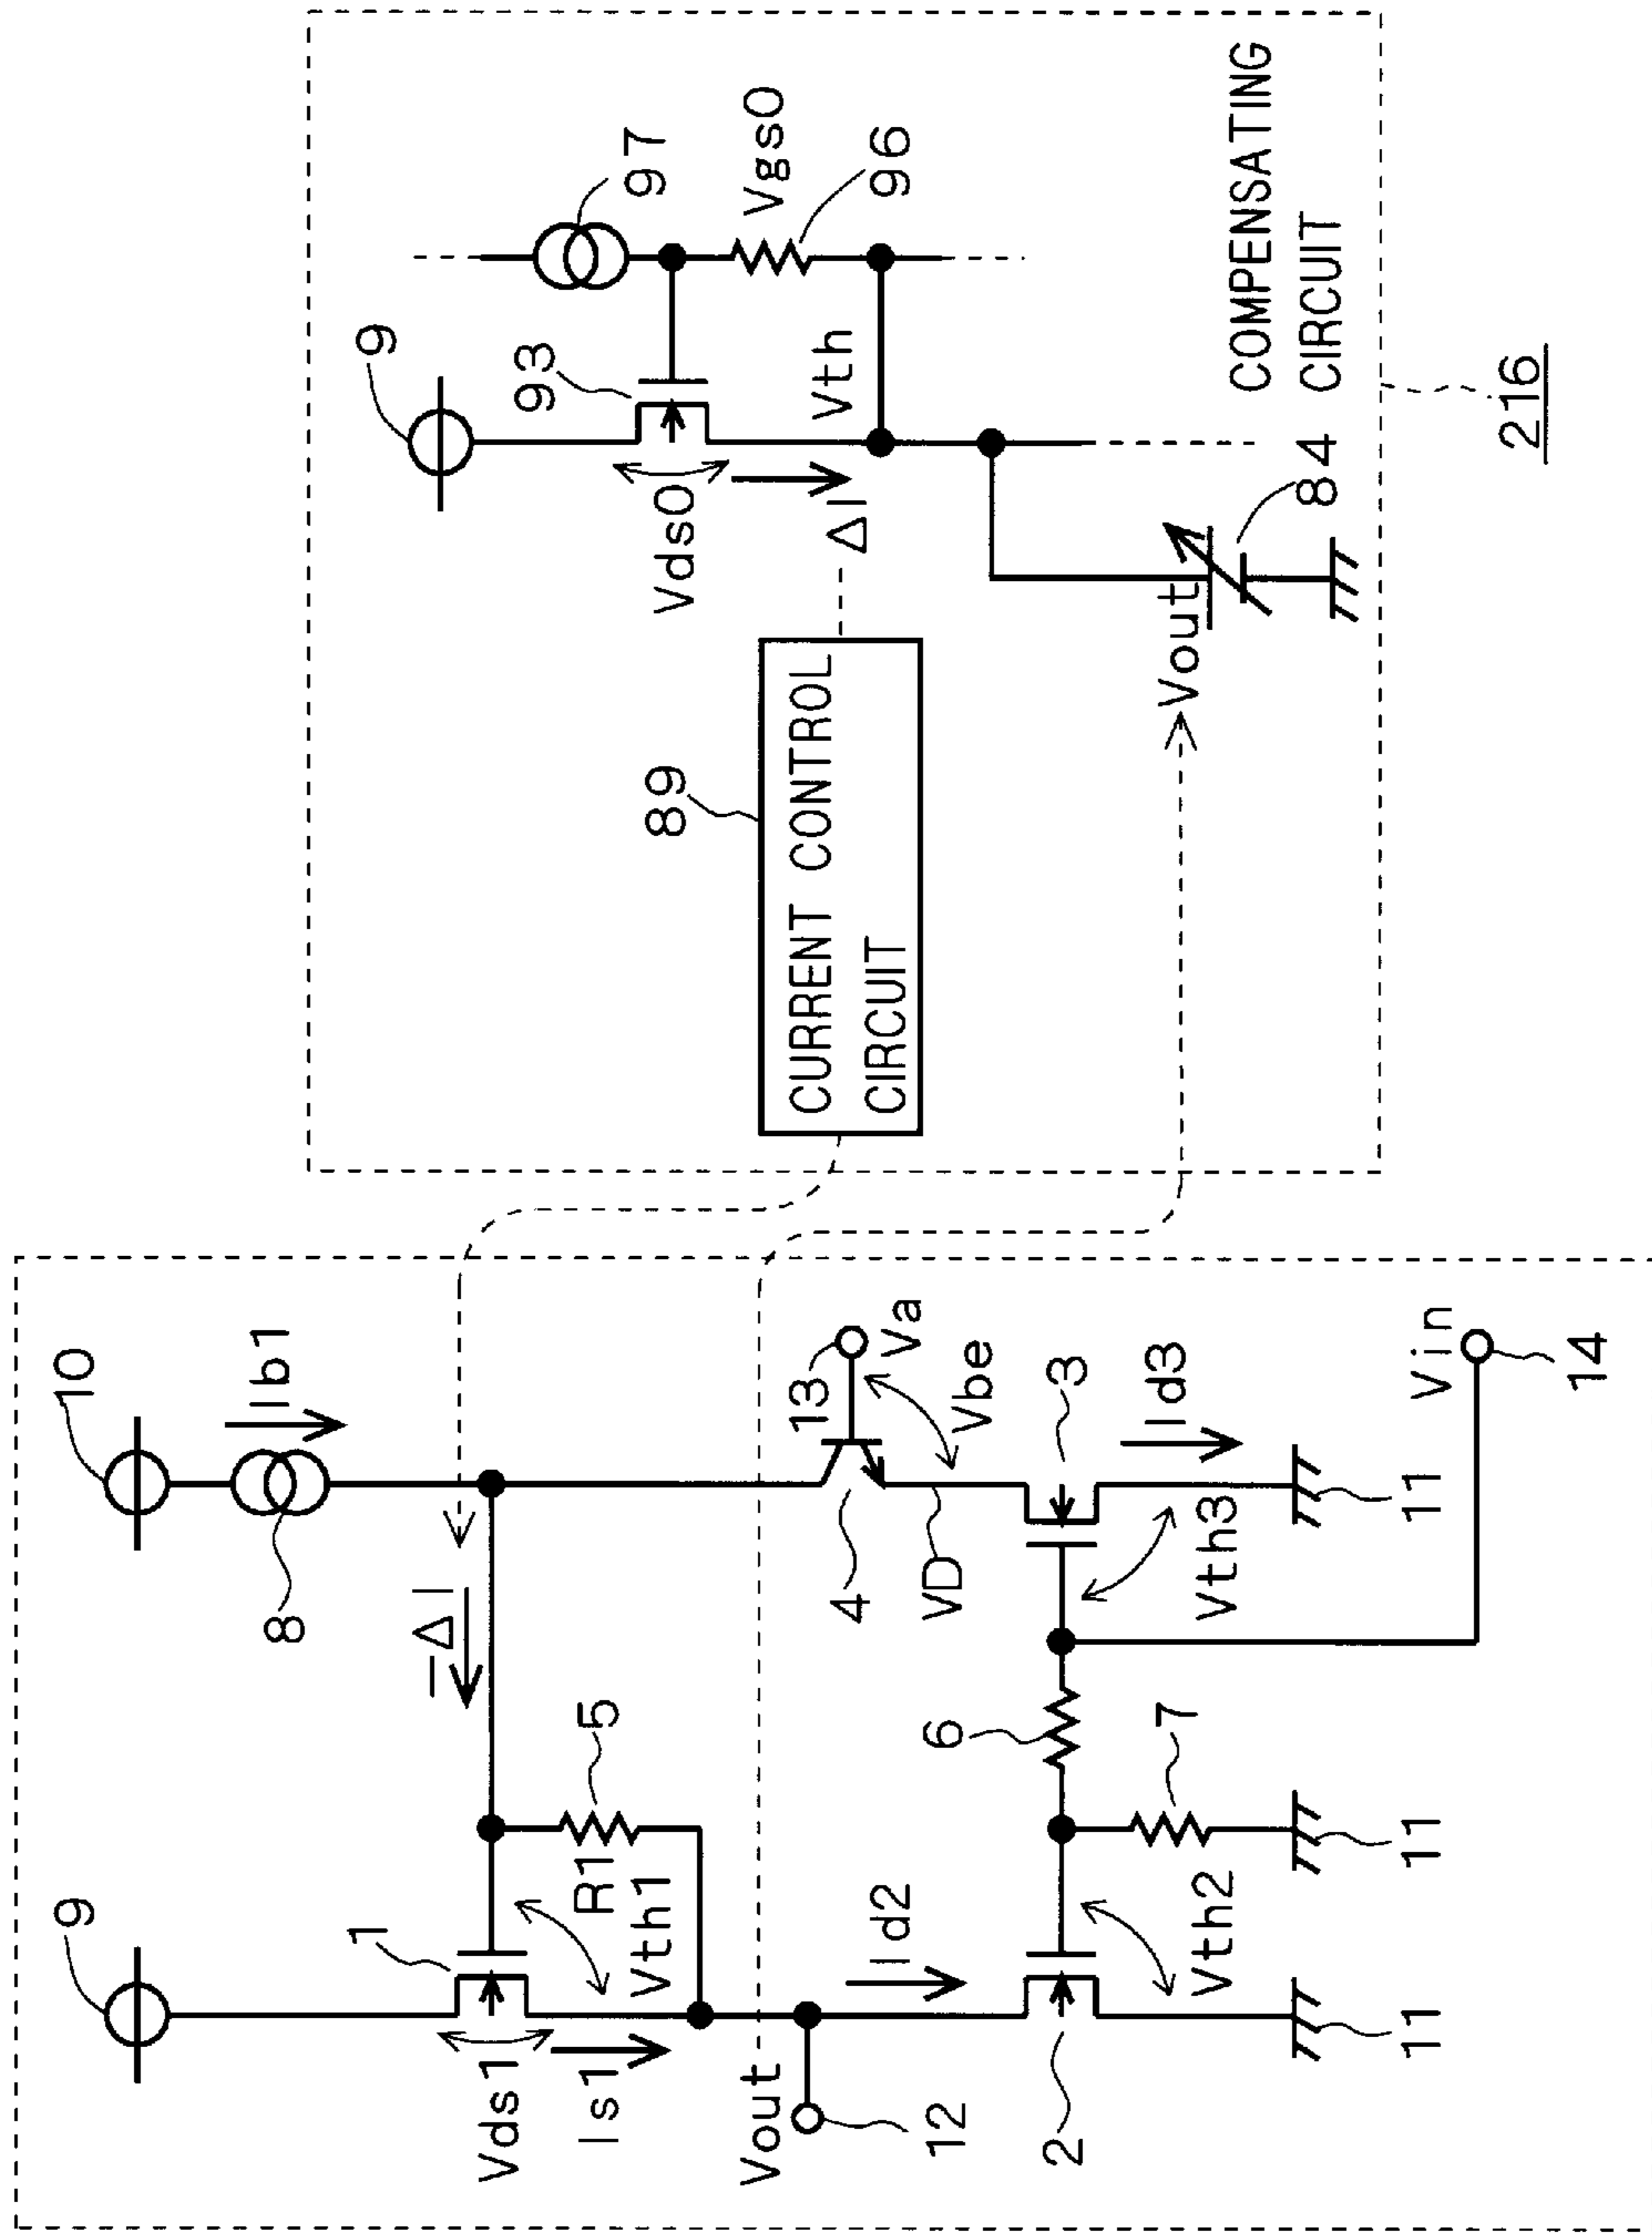 9
10
Ib1
8
1
−ΔI
Vds1
Is1
R1
5
Vth1
Vout
12
Id2
2
Vth2
11
6
7
11
13
Va
4
Vbe
VD
3
Vth3
Id3
11
Vin
14
89
CURRENT CONTROL
CIRCUIT
9
93
97
Vds0
Vgs0
96
Vth
ΔI
Vout
84
COMPENSATING
CIRCUIT
216